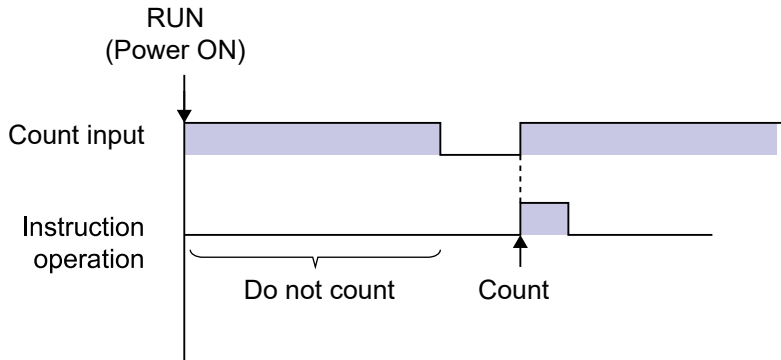 RUN
(Power ON)
Count input
Instruction
operation
Do not count
Count